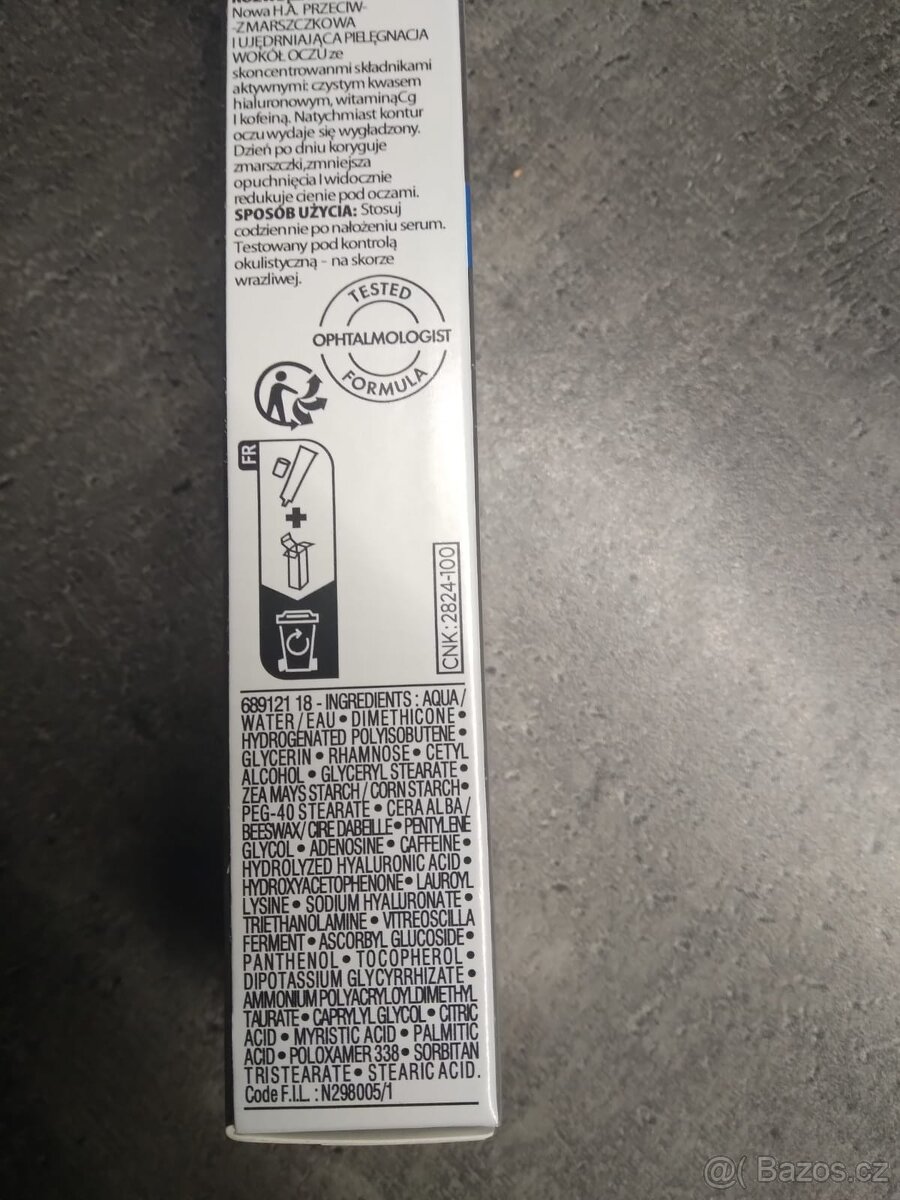 Nowa H.A. PRZECIW-
-ZMARSZCZKOWA
I UJĘDRNIAJĄCA PIELĘGNACJA
WOKÓŁ OCZU ze
skoncentrowanmi składnikami
aktywnymi: czystym kwasem
hialuronowym, witaminąCg
I kofeiną. Natychmiast kontur
oczu wydaje się wygładzony.
Dzień po dniu koryguje
zmarszczki,zmniejsza
opuchnięcia I widocznie
redukuje cienie pod oczami.
SPOSÓB UŻYCIA: Stosuj
codziennie po nałożeniu serum.
Testowany pod kontrolą
okulistyczną - na skorze
wrazliwej.
TESTED
OPHTALMOLOGIST
FORMULA
FR
+
CNK:2824-100
689121 18 - INGREDIENTS : AQUA /
WATER / EAU • DIMETHICONE •
HYDROGENATED POLYISOBUTENE •
GLYCERIN • RHAMNOSE • CETYL
ALCOHOL • GLYCERYL STEARATE •
ZEA MAYS STARCH / CORN STARCH •
PEG-40 STEARATE • CERA ALBA /
BEESWAX / CIRE DABEILLE • PENTYLENE
GLYCOL • ADENOSINE • CAFFEINE •
HYDROLYZED HYALURONIC ACID •
HYDROXYACETOPHENONE • LAUROYL
LYSINE • SODIUM HYALURONATE •
TRIETHANOLAMINE • VITREOSCILLA
FERMENT • ASCORBYL GLUCOSIDE •
PANTHENOL • TOCOPHEROL •
DIPOTASSIUM GLYCYRRHIZATE •
AMMONIUM POLYACRYLOYLDIMETHYL
TAURATE • CAPRYLYL GLYCOL • CITRIC
ACID • MYRISTIC ACID • PALMITIC
ACID • POLOXAMER 338 • SORBITAN
TRISTEARATE • STEARIC ACID.
Code F.I.L. : N298005/1
@( Bazos.cz